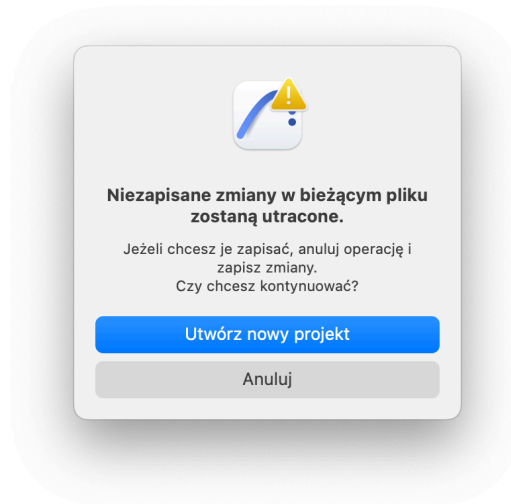 Niezapisane zmiany w bieżącym pliku
zostaną utracone.
Jeżeli chcesz je zapisać, anuluj operację i
zapisz zmiany.
Czy chcesz kontynuować?
Utwórz nowy projekt
Anuluj